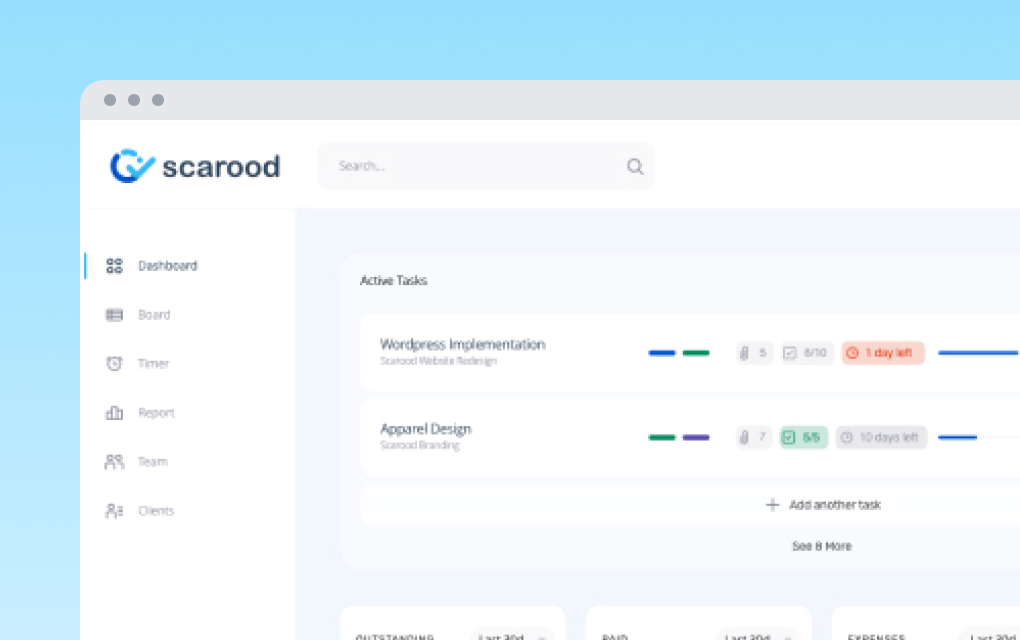 scarood
Search...
Dashboard
Board
Timer
Report
Team
Clients
Active Tasks
Wordpress Implementation
Scarood Website Redesign
5
6/10
1 day left
Apparel Design
Scarood Branding
7
5/5
10 days left
Add another task
See 8 More
OUTSTANDING
Last 30d
PAID
Last 30d
EXPENSES
Last 30d